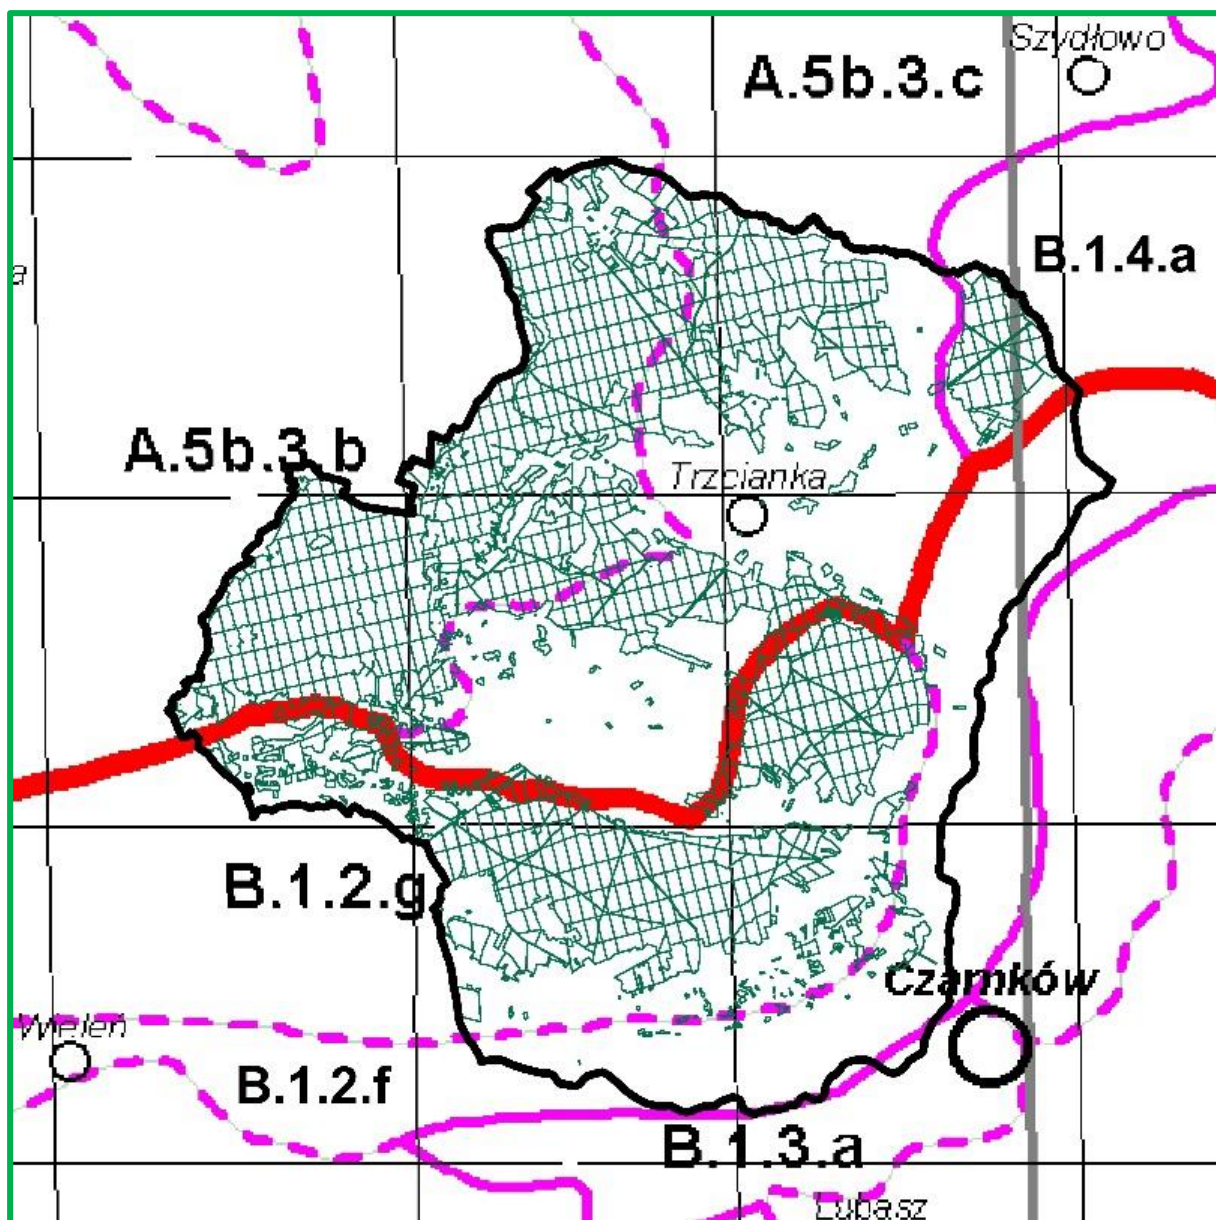 Szydłowo
A.5b.3.c
B.1.4.a
a
A.5b.3.b
Trzcianka
B.1.2.g
Czarnków
Wieleń
B.1.2.f
B.1.3.a
Lubasz